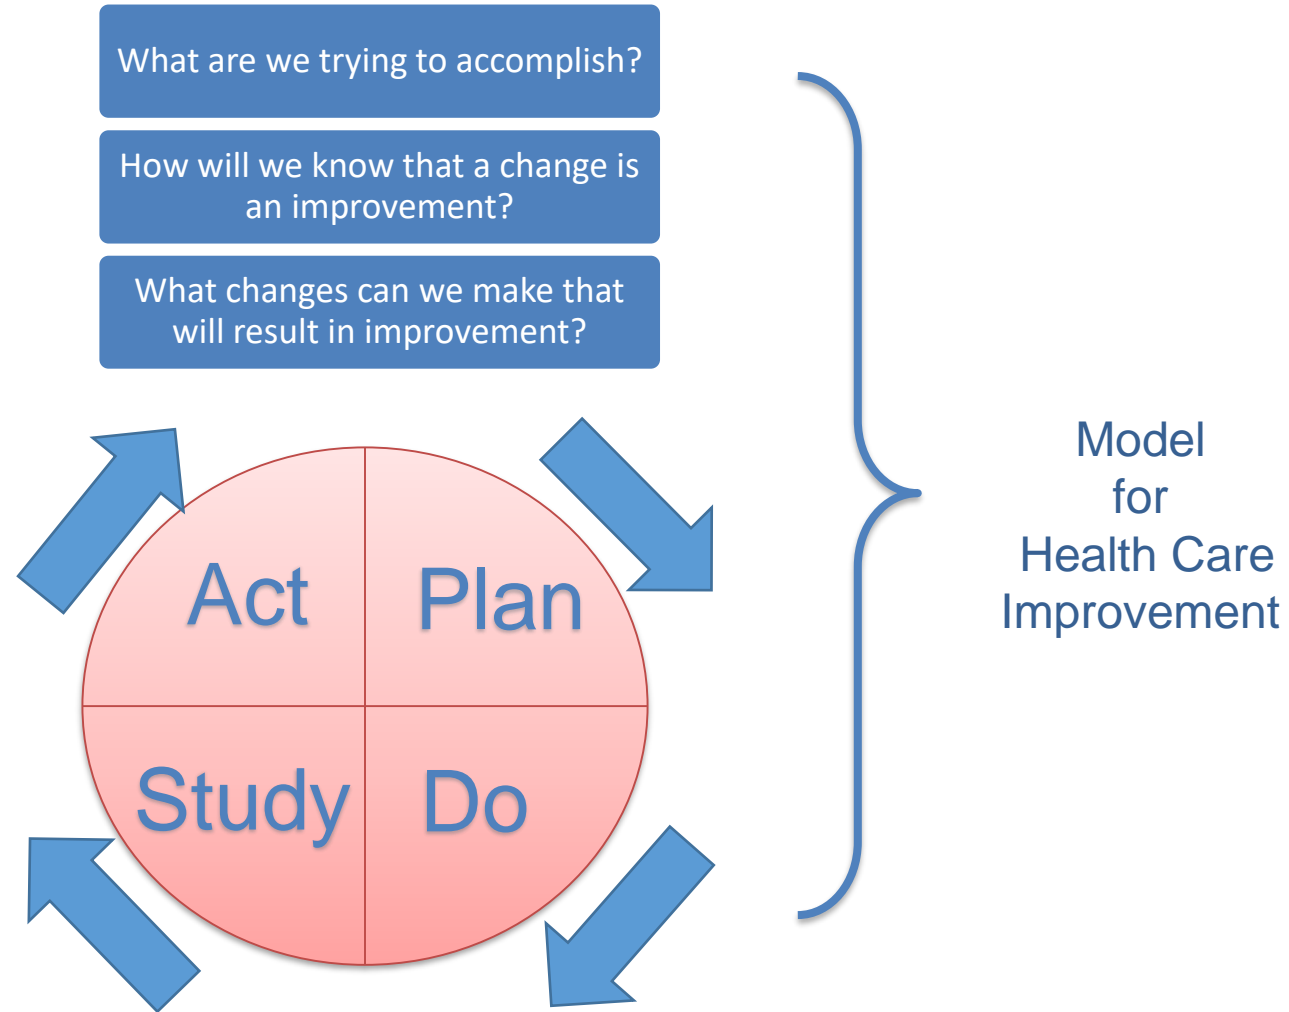 What are we trying to accomplish?
How will we know that a change is
an improvement?
What changes can we make that
will result in improvement?
Act
Plan
Study
Do
Model
for
Health Care
Improvement